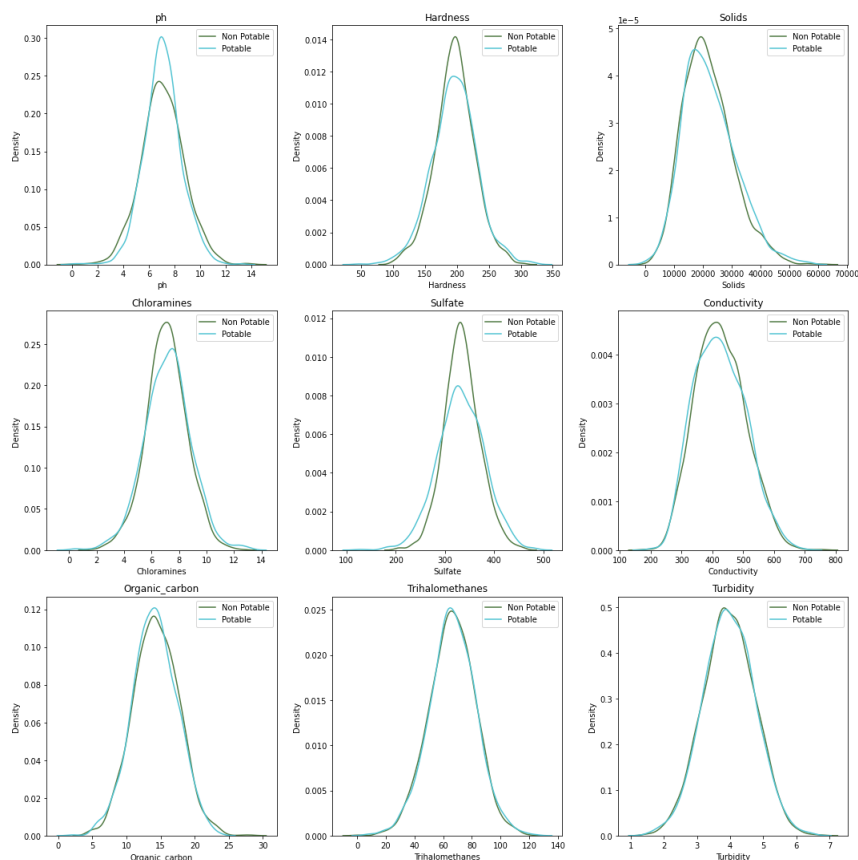 ph
Non Potable
Potable
0.30
0.25
0.20
0.15
0.10
0.05
0.00
Density
0 2 4 6 8 10 12 14
ph
Hardness
Non Potable
Potable
0.014
0.012
0.010
0.008
0.006
0.004
0.002
0.000
Density
50 100 150 200 250 300 350
Hardness
Solids
1e−5
Non Potable
Potable
5
4
3
2
1
0
Density
0 10000 20000 30000 40000 50000 60000 70000
Solids
Chloramines
Non Potable
Potable
0.25
0.20
0.15
0.10
0.05
0.00
Density
0 2 4 6 8 10 12 14
Chloramines
Sulfate
Non Potable
Potable
0.012
0.010
0.008
0.006
0.004
0.002
0.000
Density
100 200 300 400 500
Sulfate
Conductivity
Non Potable
Potable
0.004
0.003
0.002
0.001
0.000
Density
100 200 300 400 500 600 700 800
Conductivity
Organic_carbon
Non Potable
Potable
0.12
0.10
0.08
0.06
0.04
0.02
0.00
Density
0 5 10 15 20 25 30
Organic_carbon
Trihalomethanes
Non Potable
Potable
0.025
0.020
0.015
0.010
0.005
0.000
Density
0 20 40 60 80 100 120 140
Trihalomethanes
Turbidity
Non Potable
Potable
0.5
0.4
0.3
0.2
0.1
0.0
Density
1 2 3 4 5 6 7
Turbidity